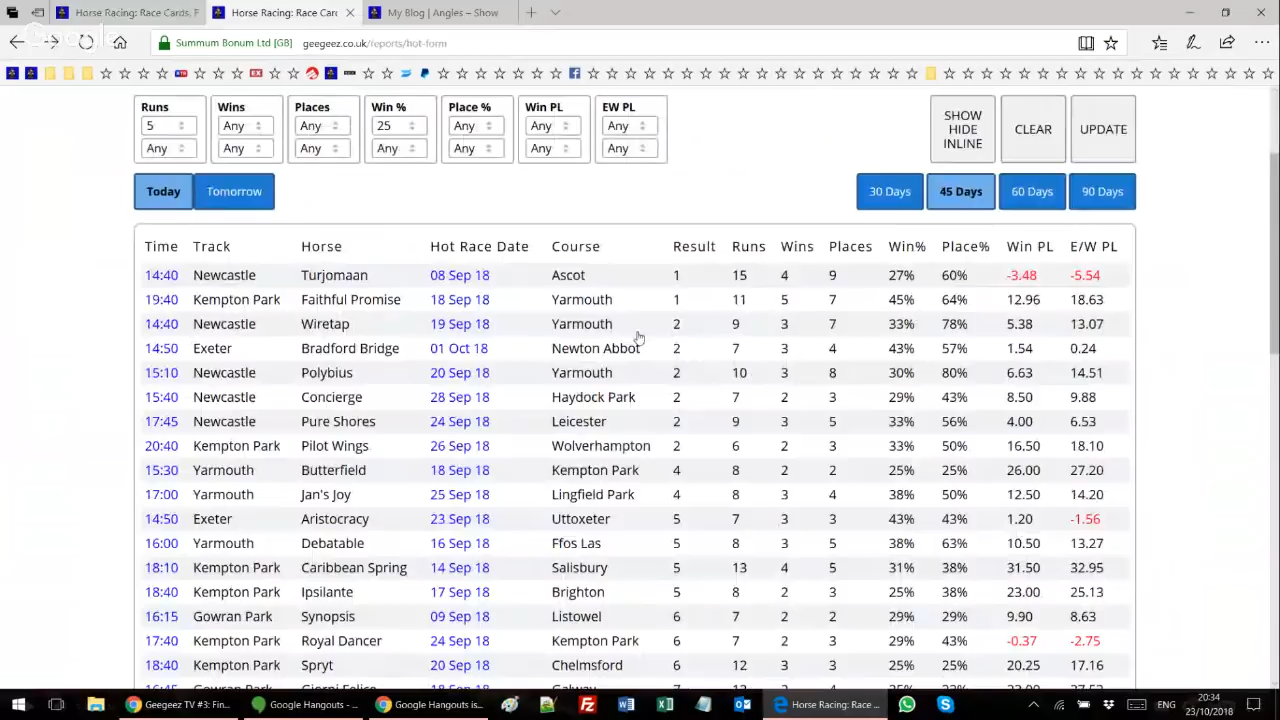 Horse Racing: Race Cards, F
Horse Racing: Race Card
My Blog | Angles – Show
Google
Summum Bonum Ltd [GB]
geegeez.co.uk/reports/hot-form
Runs Wins Places Win % Place % Win PL EW PL
5 Any Any 25 Any Any Any
Any Any Any Any Any Any Any
SHOW HIDE INLINE
CLEAR
UPDATE
Today Tomorrow 30 Days 45 Days 60 Days 90 Days
Time Track Horse Hot Race Date Course Result Runs Wins Places Win% Place% Win PL E/W PL
14:40 Newcastle Turjomaan 08 Sep 18 Ascot 1 15 4 9 27% 60% -3.48 -5.54
19:40 Kempton Park Faithful Promise 18 Sep 18 Yarmouth 1 11 5 7 45% 64% 12.96 18.63
14:40 Newcastle Wiretap 19 Sep 18 Yarmouth 2 9 3 7 33% 78% 5.38 13.07
14:50 Exeter Bradford Bridge 01 Oct 18 Newton Abbot 2 7 3 4 43% 57% 1.54 0.24
15:10 Newcastle Polybius 20 Sep 18 Yarmouth 2 10 3 8 30% 80% 6.63 14.51
15:40 Newcastle Concierge 28 Sep 18 Haydock Park 2 7 2 3 29% 43% 8.50 9.88
17:45 Newcastle Pure Shores 24 Sep 18 Leicester 2 9 3 5 33% 56% 4.00 6.53
20:40 Kempton Park Pilot Wings 26 Sep 18 Wolverhampton 2 6 2 3 33% 50% 16.50 18.10
15:30 Yarmouth Butterfield 18 Sep 18 Kempton Park 4 8 2 2 25% 25% 26.00 27.20
17:00 Yarmouth Jan's Joy 25 Sep 18 Lingfield Park 4 8 3 4 38% 50% 12.50 14.20
14:50 Exeter Aristocracy 23 Sep 18 Uttoxeter 5 7 3 3 43% 43% 1.20 -1.56
16:00 Yarmouth Debatable 16 Sep 18 Ffos Las 5 8 3 5 38% 63% 10.50 13.27
18:10 Kempton Park Caribbean Spring 14 Sep 18 Salisbury 5 13 4 5 31% 38% 31.50 32.95
18:40 Kempton Park Ipsilante 17 Sep 18 Brighton 5 8 2 3 25% 38% 23.00 25.13
16:15 Gowran Park Synopsis 09 Sep 18 Listowel 6 7 2 2 29% 29% 9.90 8.63
17:40 Kempton Park Royal Dancer 24 Sep 18 Kempton Park 6 7 2 3 29% 43% -0.37 -2.75
18:40 Kempton Park Spryt 20 Sep 18 Chelmsford 6 12 3 3 25% 25% 20.25 17.16
Geegeez TV #3: Fin...
Google Hangouts - ...
Google Hangouts is...
Horse Racing: Race ...
20:34
23/10/2018